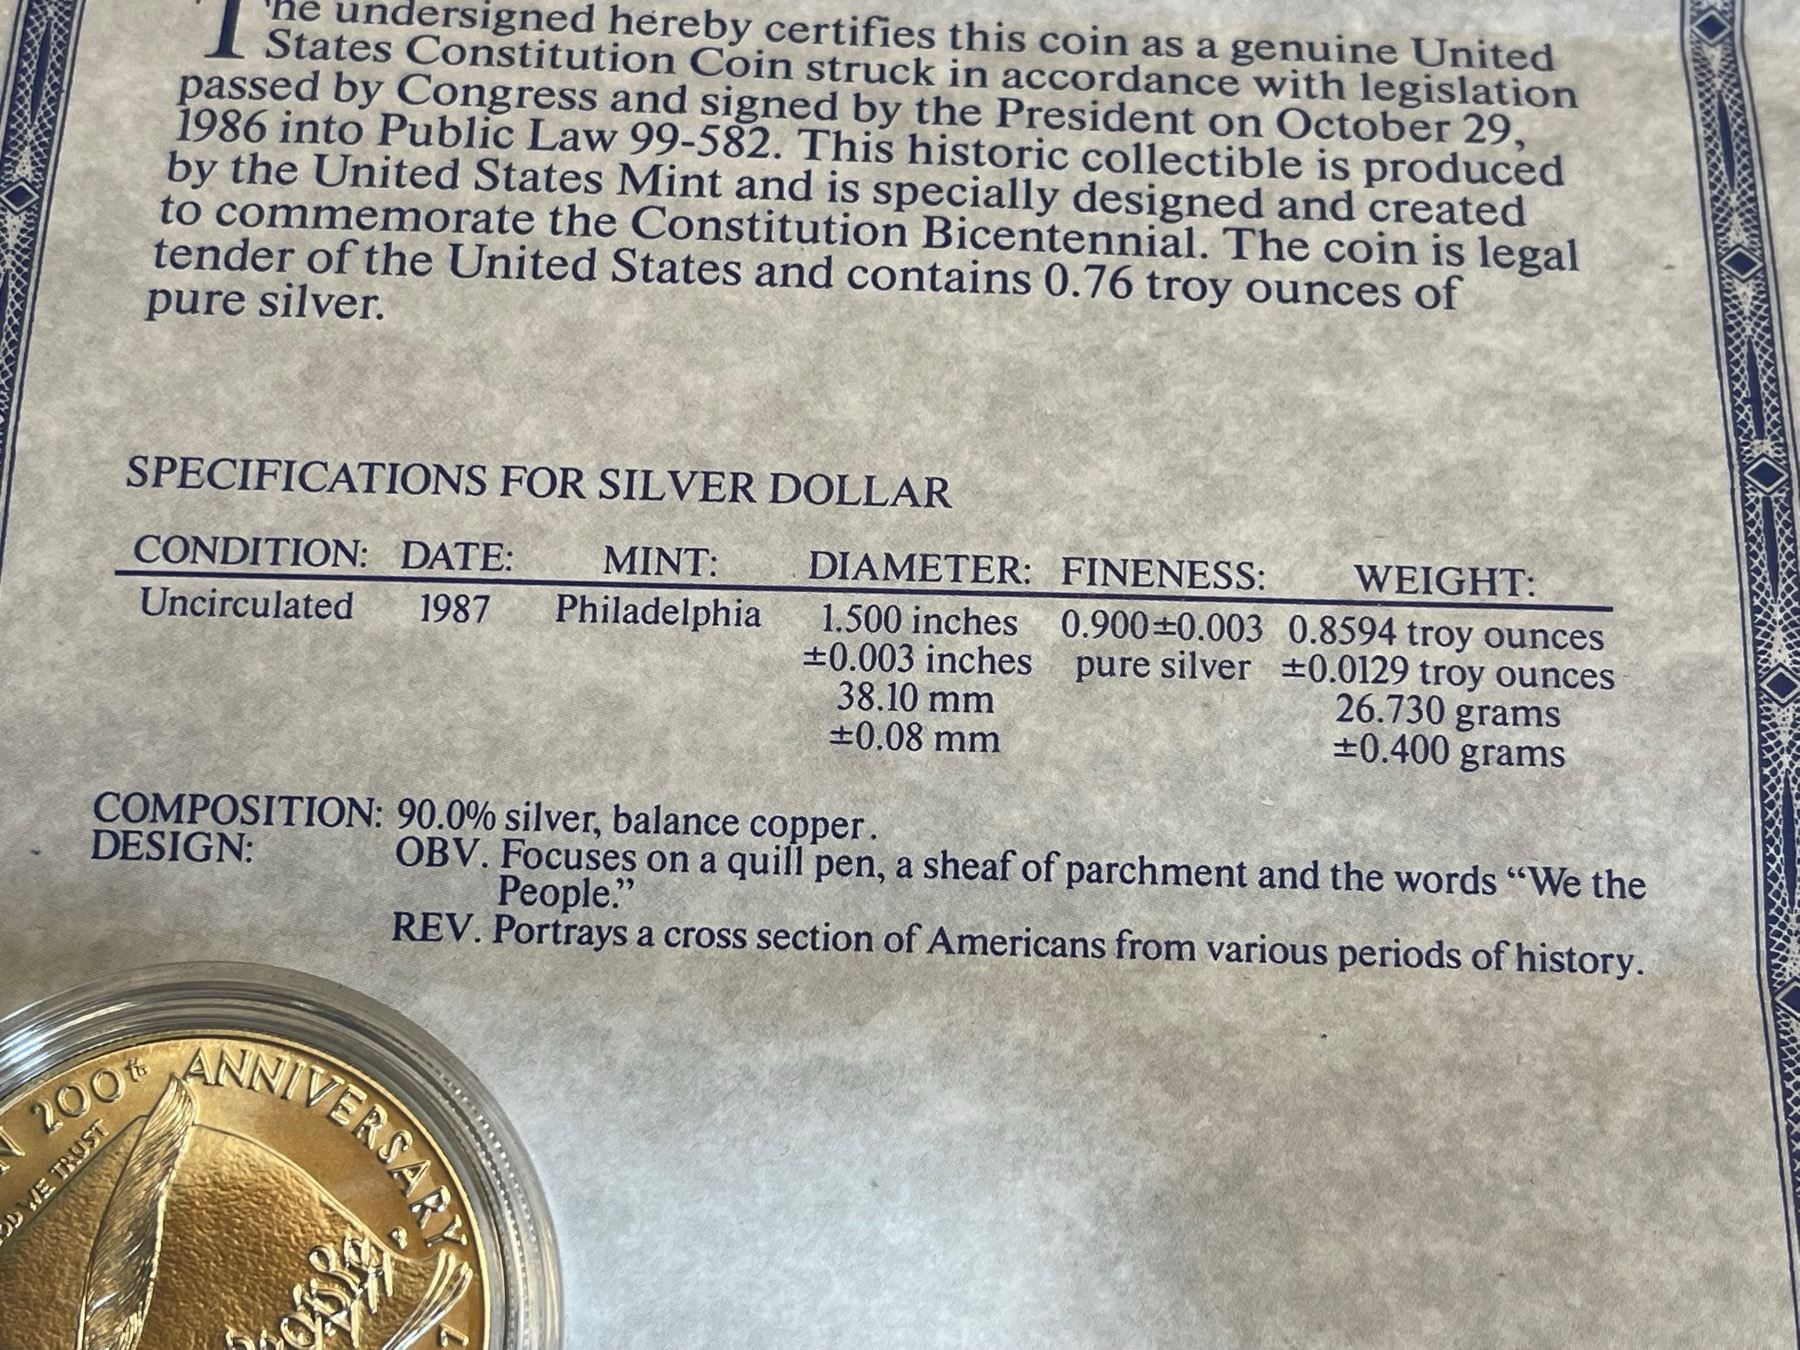 The undersigned hereby certifies this coin as a genuine United
States Constitution Coin struck in accordance with legislation
passed by Congress and signed by the President on October 29,
1986 into Public Law 99-582. This historic collectible is produced
by the United States Mint and is specially designed and created
to commemorate the Constitution Bicentennial. The coin is legal
tender of the United States and contains 0.76 troy ounces of
pure silver.
SPECIFICATIONS FOR SILVER DOLLAR
CONDITION: DATE: MINT: DIAMETER: FINENESS: WEIGHT:
Uncirculated 1987 Philadelphia 1.500 inches 0.900±0.003 0.8594 troy ounces
±0.003 inches pure silver ±0.0129 troy ounces
38.10 mm 26.730 grams
±0.08 mm ±0.400 grams
COMPOSITION: 90.0% silver, balance copper.
DESIGN: OBV. Focuses on a quill pen, a sheaf of parchment and the words “We the
People.”
REV. Portrays a cross section of Americans from various periods of history.
200th ANNIVERSARY
WE TRUST
P